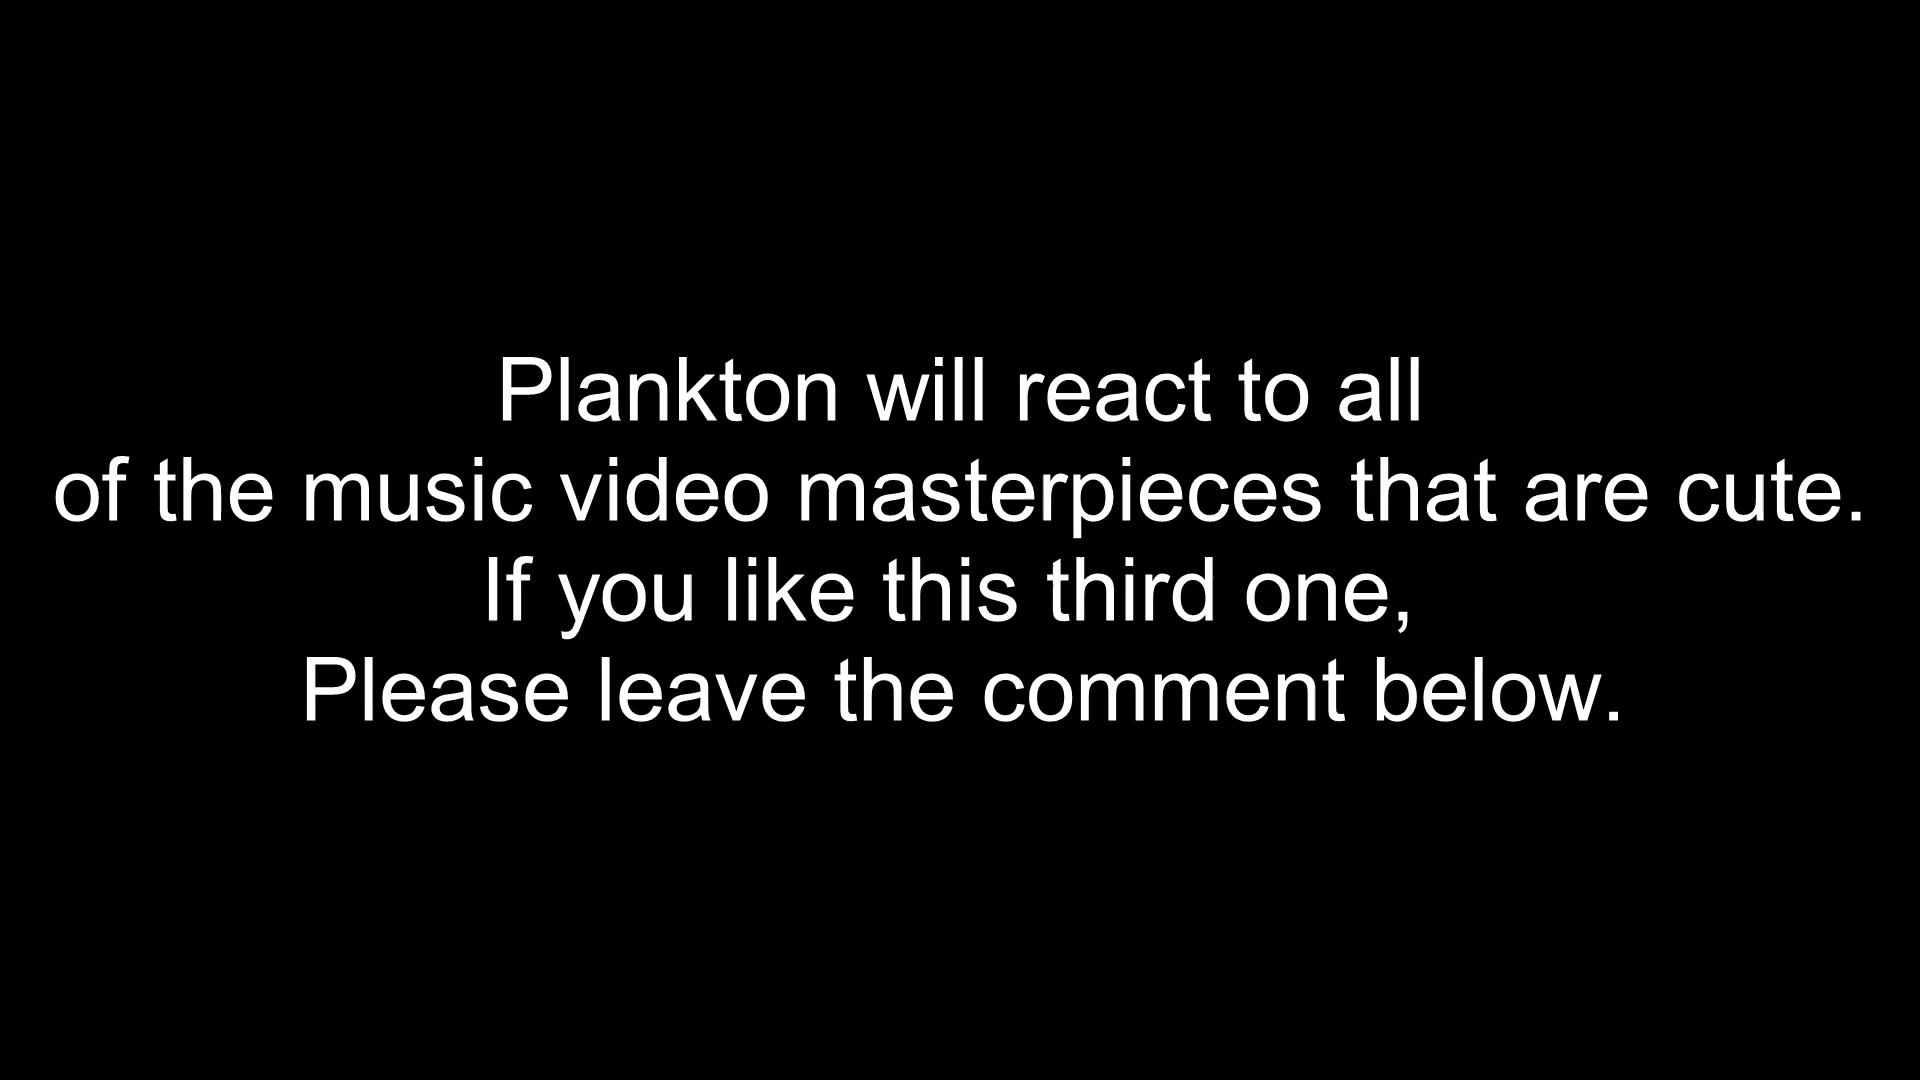 Plankton will react to all
of the music video masterpieces that are cute.
If you like this third one,
Please leave the comment below.